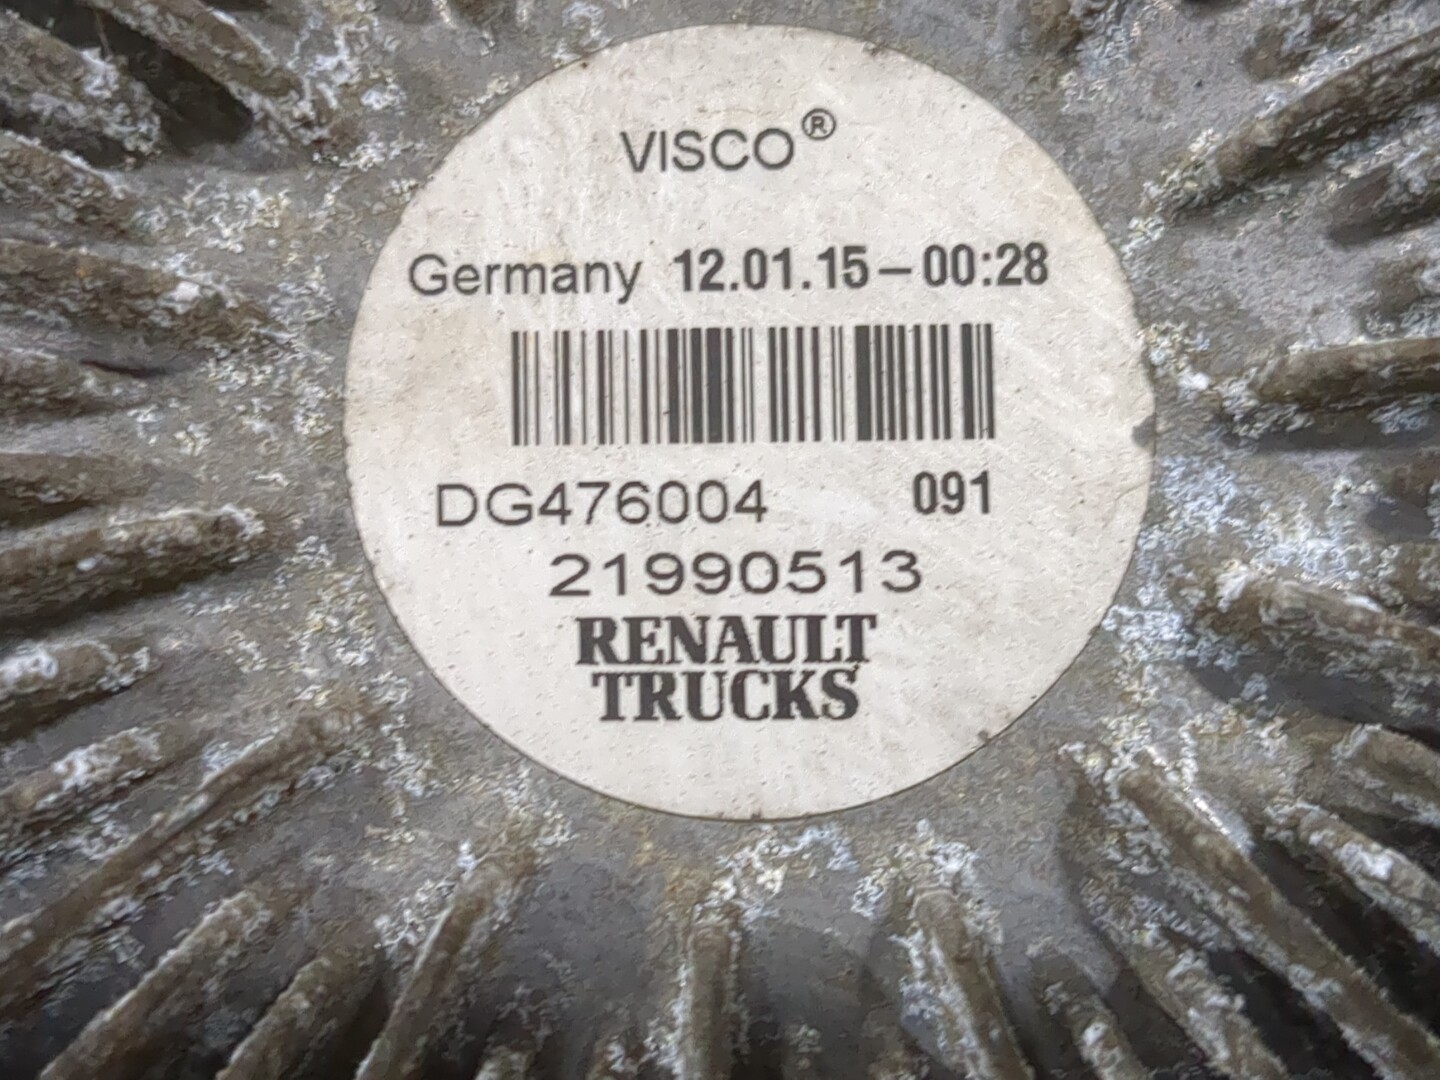 VISCO®
Germany 12.01.15–00:28
DG476004 091
21990513
RENAULT
TRUCKS